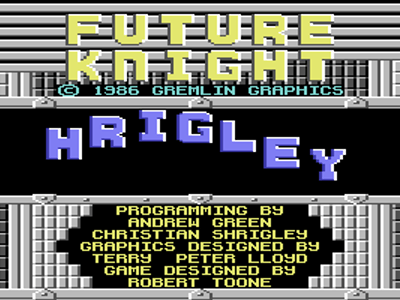 FUTURE
KNIGHT
© 1986 GREMLIN GRAPHICS
HRIGLEY
PROGRAMMING BY
ANDREW GREEN
CHRISTIAN SHRIGLEY
GRAPHICS DESIGNED BY
TERRY PETER LLOYD
GAME DESIGNED BY
ROBERT TOONE